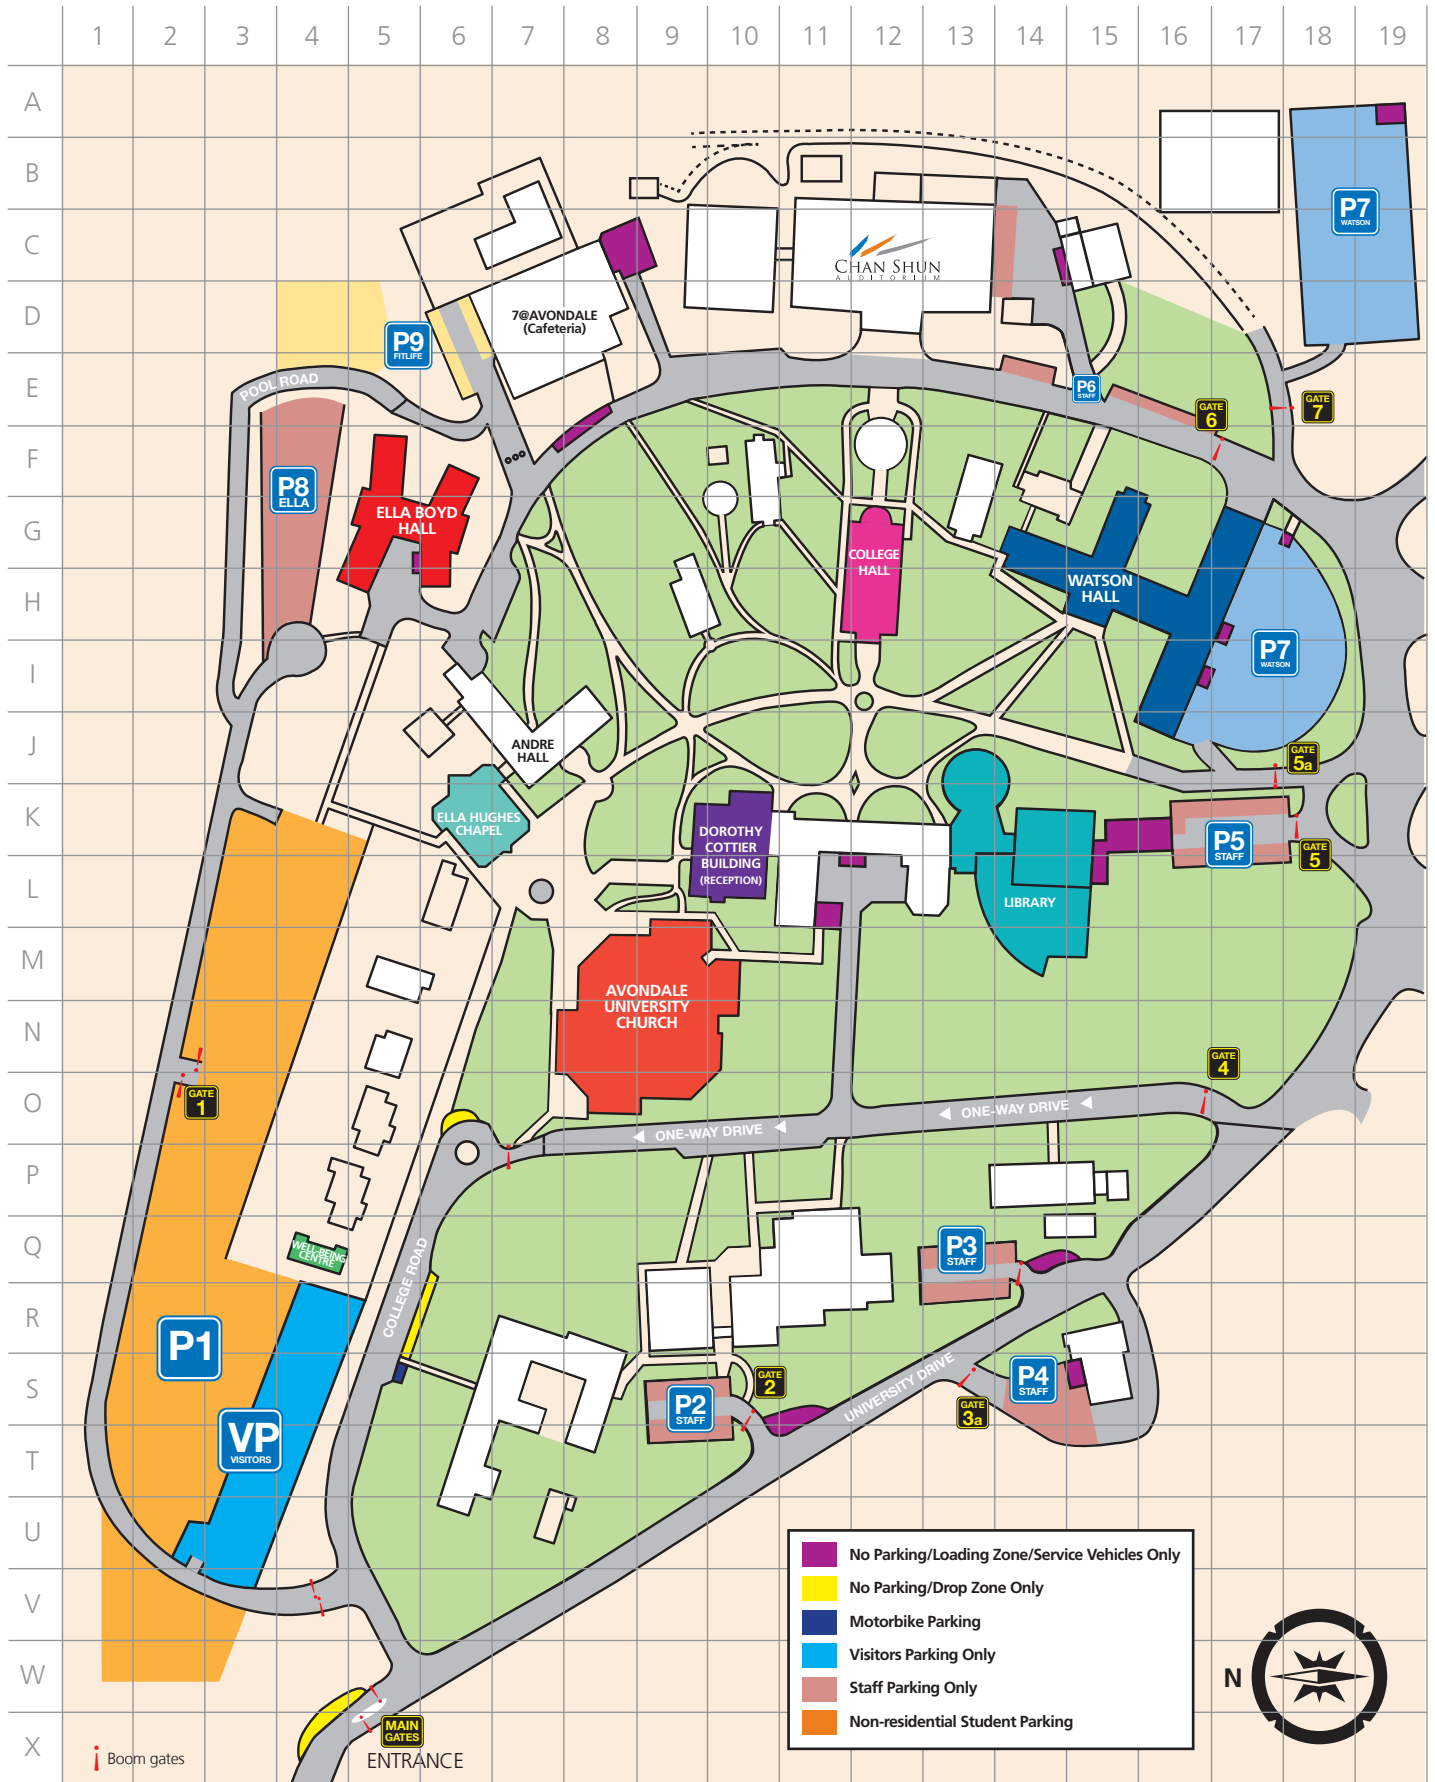 1 2 3 4 5 6 7 8 9 10 11 12 13 14 15 16 17 18 19
A
B
C
D
E
F
G
H
I
J
K
L
M
N
O
P
Q
R
S
T
U
V
W
X
P7
WATSON
CHAN SHUN
AUDITORIUM
7@AVONDALE
(Cafeteria)
P9
FITLIFE
POOL ROAD
P6
STAFF
GATE
6
GATE
7
P8
ELLA
ELLA BOYD
HALL
COLLEGE
HALL
WATSON
HALL
P7
WATSON
ANDRE
HALL
GATE
5a
ELLA HUGHES
CHAPEL
DOROTHY
COTTIER
BUILDING
(RECEPTION)
P5
STAFF
GATE
5
LIBRARY
AVONDALE
UNIVERSITY
CHURCH
GATE
4
GATE
1
ONE-WAY DRIVE
ONE-WAY DRIVE
WELL-BEING
CENTRE
P3
STAFF
COLLEGE ROAD
P1
GATE
2
UNIVERSITY DRIVE
P4
STAFF
P2
STAFF
GATE
3a
VP
VISITORS
No Parking/Loading Zone/Service Vehicles Only
No Parking/Drop Zone Only
Motorbike Parking
Visitors Parking Only
Staff Parking Only
Non-residential Student Parking
N
MAIN
GATES
ENTRANCE
Boom gates